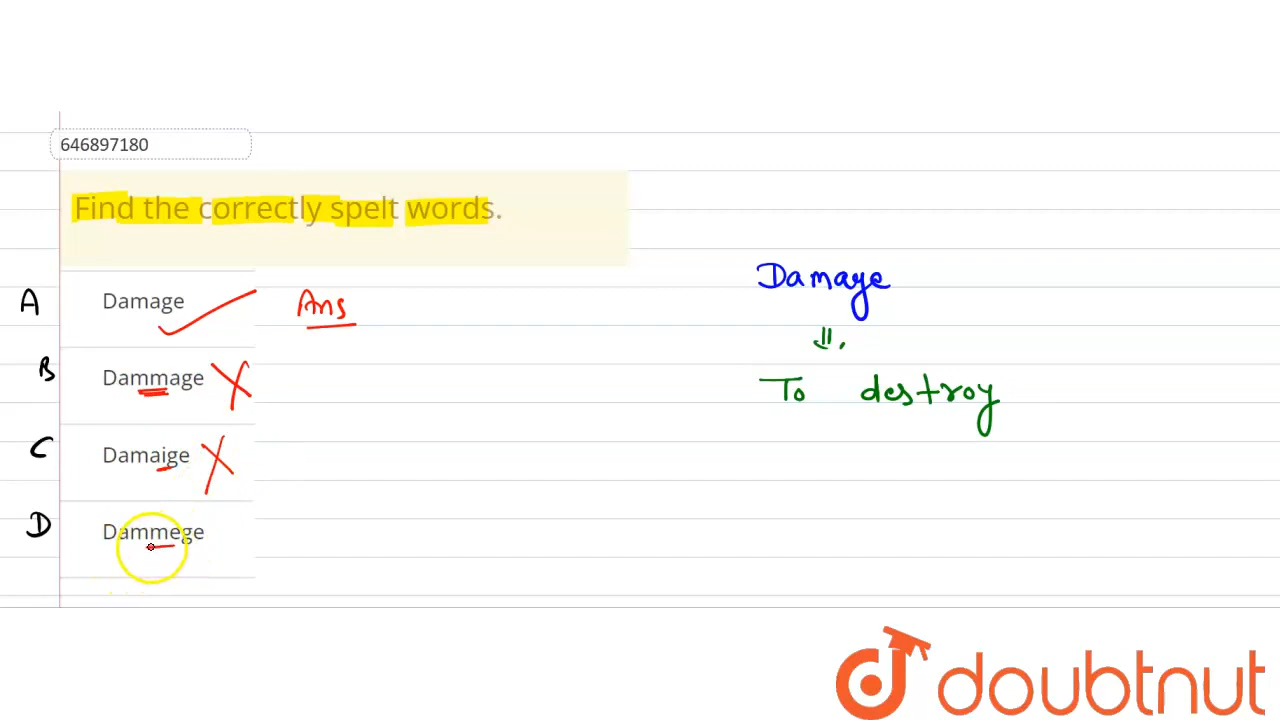 646897180
Find the correctly spelt words.
A Damage Ans
B Dammage X
C Damaige X
D Dammege
Damage
To destroy
doubtnut